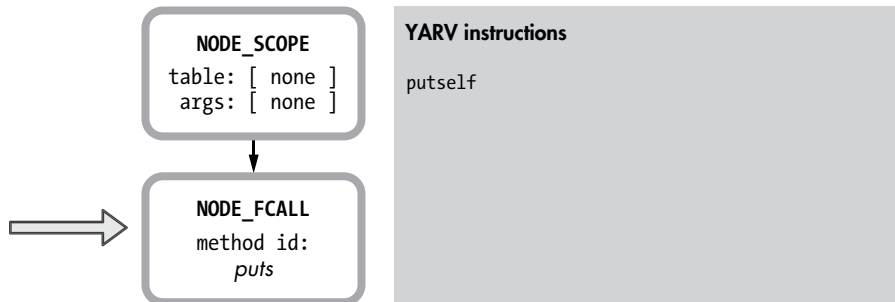 NODE_SCOPE
table: [ none ]
args: [ none ]
NODE_FCALL
method id:
puts
YARV instructions
putself